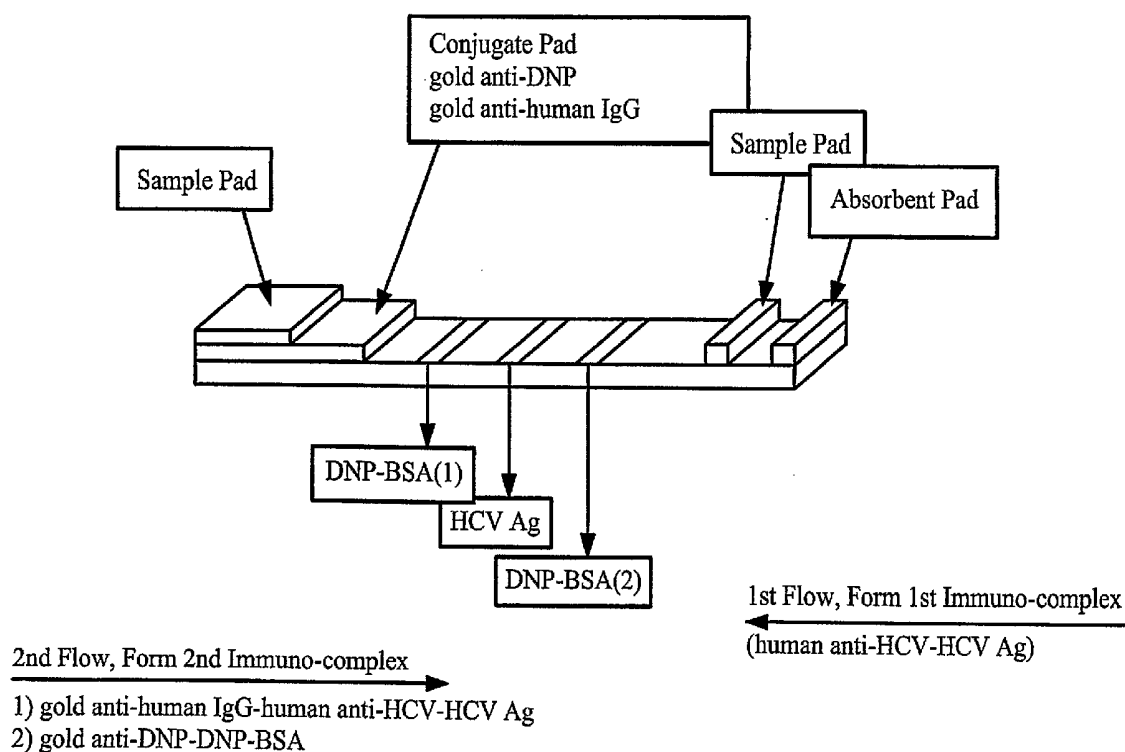 Conjugate Pad
gold anti-DNP
gold anti-human IgG
Sample Pad
Sample Pad
Absorbent Pad
DNP-BSA(1)
HCV Ag
DNP-BSA(2)
1st Flow, Form 1st Immuno-complex
(human anti-HCV-HCV Ag)
2nd Flow, Form 2nd Immuno-complex
1) gold anti-human IgG-human anti-HCV-HCV Ag
2) gold anti-DNP-DNP-BSA